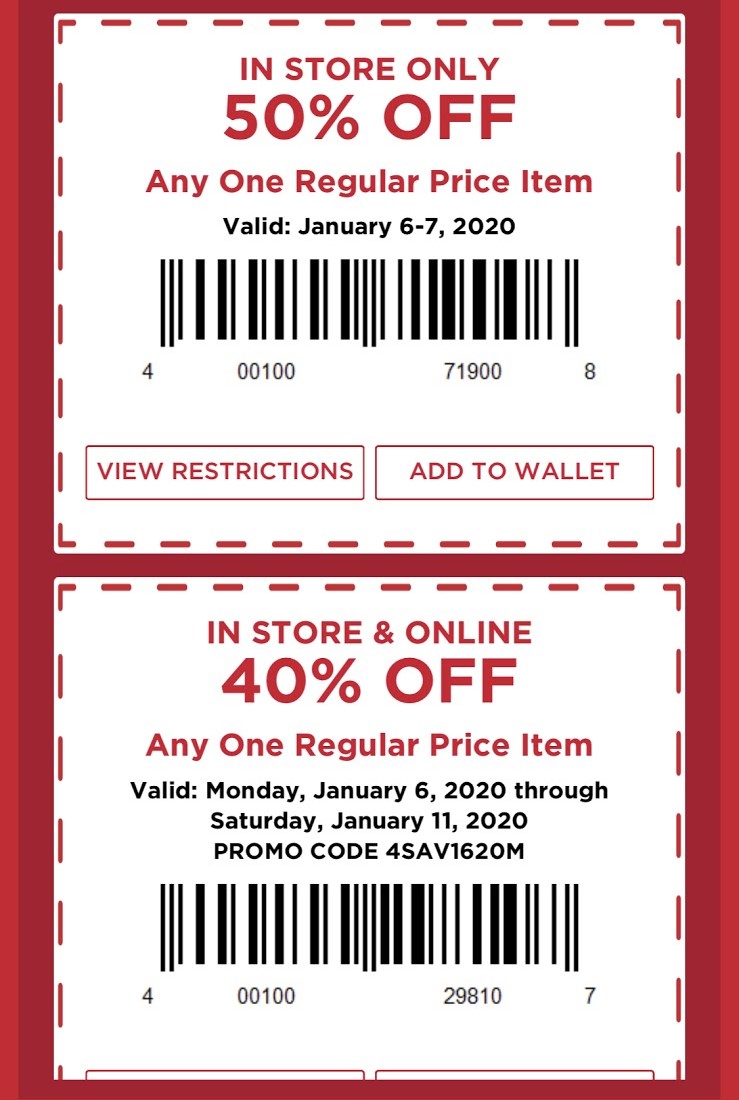 IN STORE ONLY
50% OFF
Any One Regular Price Item
Valid: January 6-7, 2020
4 00100 71900 8
VIEW RESTRICTIONS ADD TO WALLET
IN STORE & ONLINE
40% OFF
Any One Regular Price Item
Valid: Monday, January 6, 2020 through
Saturday, January 11, 2020
PROMO CODE 4SAV1620M
4 00100 29810 7